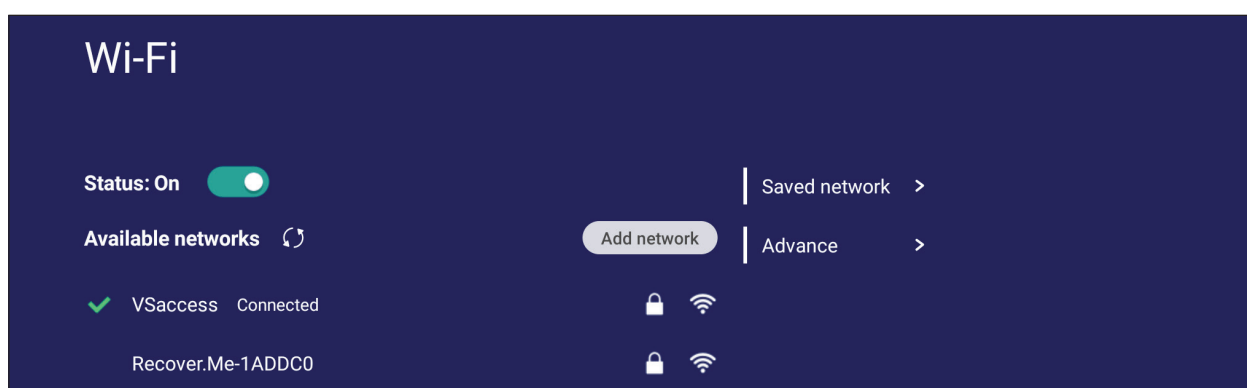 Wi-Fi
Status: On
Saved network >
Available networks
Add network
Advance >
VSaccess Connected
Recover.Me-1ADDC0